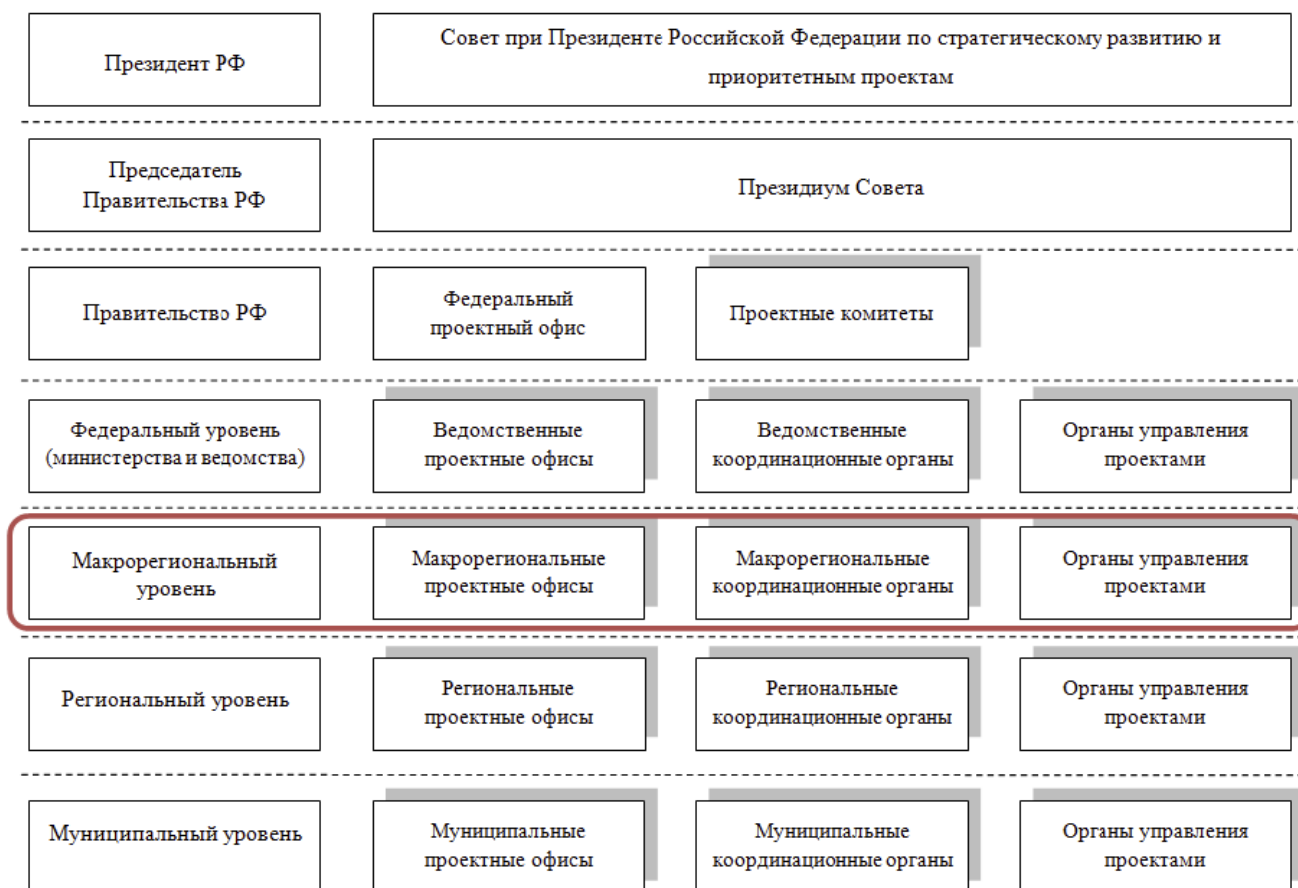 Президент РФ
Совет при Президенте Российской Федерации по стратегическому развитию и
приоритетным проектам
Председатель
Правительства РФ
Президиум Совета
Правительство РФ
Федеральный
проектный офис
Проектные комитеты
Федеральный уровень
(министерства и ведомства)
Ведомственные
проектные офисы
Ведомственные
координационные органы
Органы управления
проектами
Макрорегиональный
уровень
Макрорегиональные
проектные офисы
Макрорегиональные
координационные органы
Органы управления
проектами
Региональный уровень
Региональные
проектные офисы
Региональные
координационные органы
Органы управления
проектами
Муниципальный уровень
Муниципальные
проектные офисы
Муниципальные
координационные органы
Органы управления
проектами